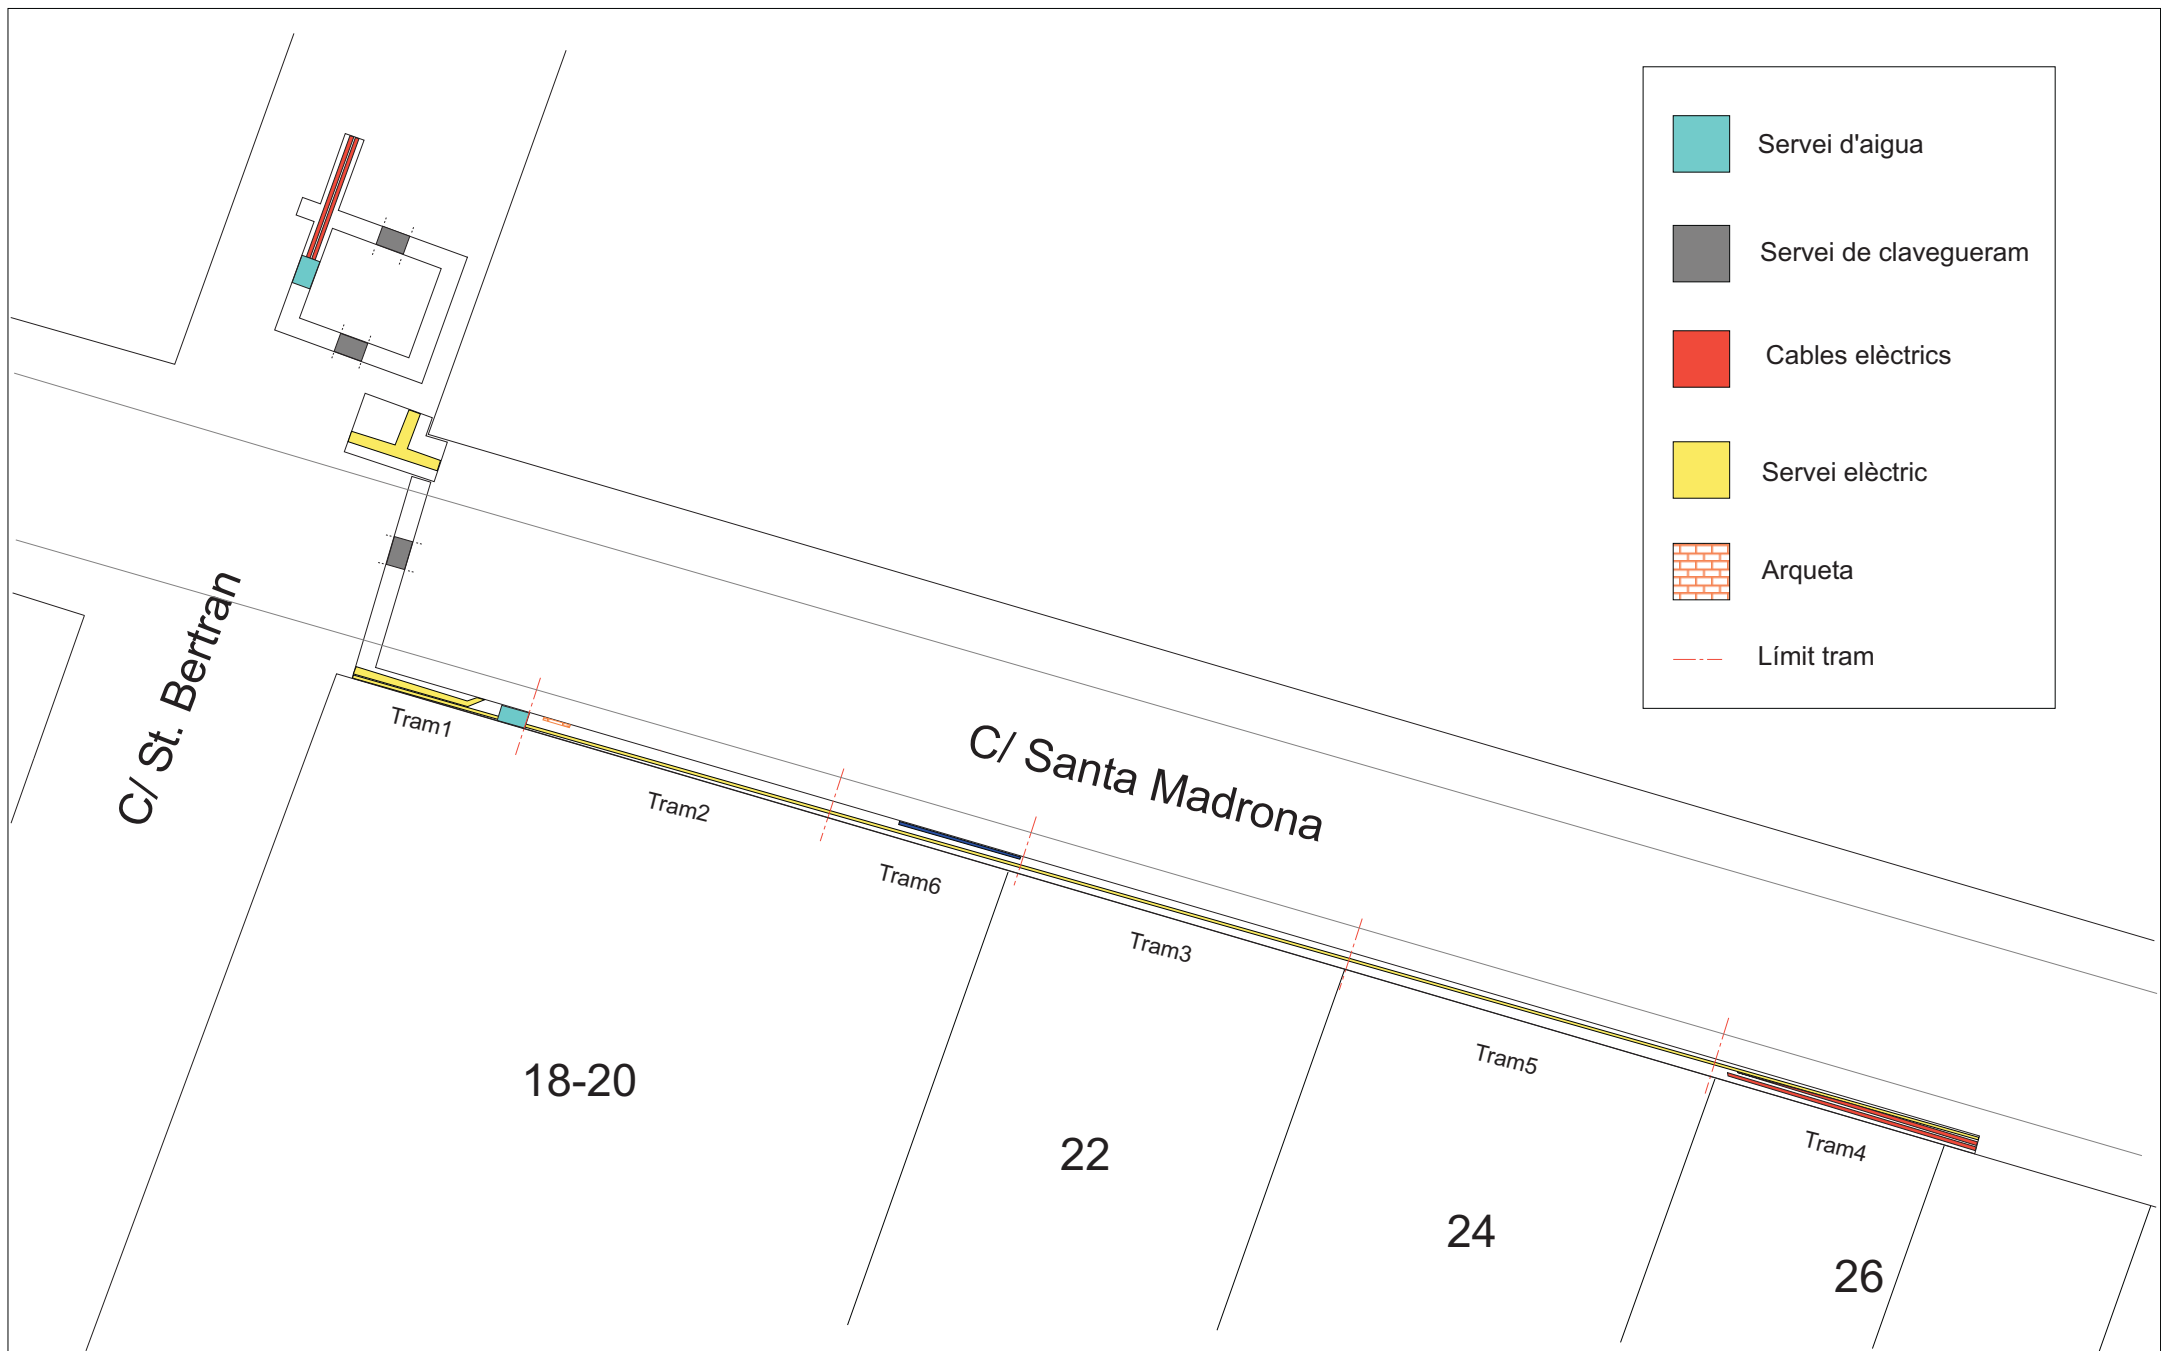 Servei d'aigua
Servei de clavegueram
Cables elèctrics
Servei elèctric
Arqueta
Límit tram
C/ St. Bertran
C/ Santa Madrona
Tram1
Tram2
Tram6
Tram3
Tram5
Tram4
18-20
22
24
26